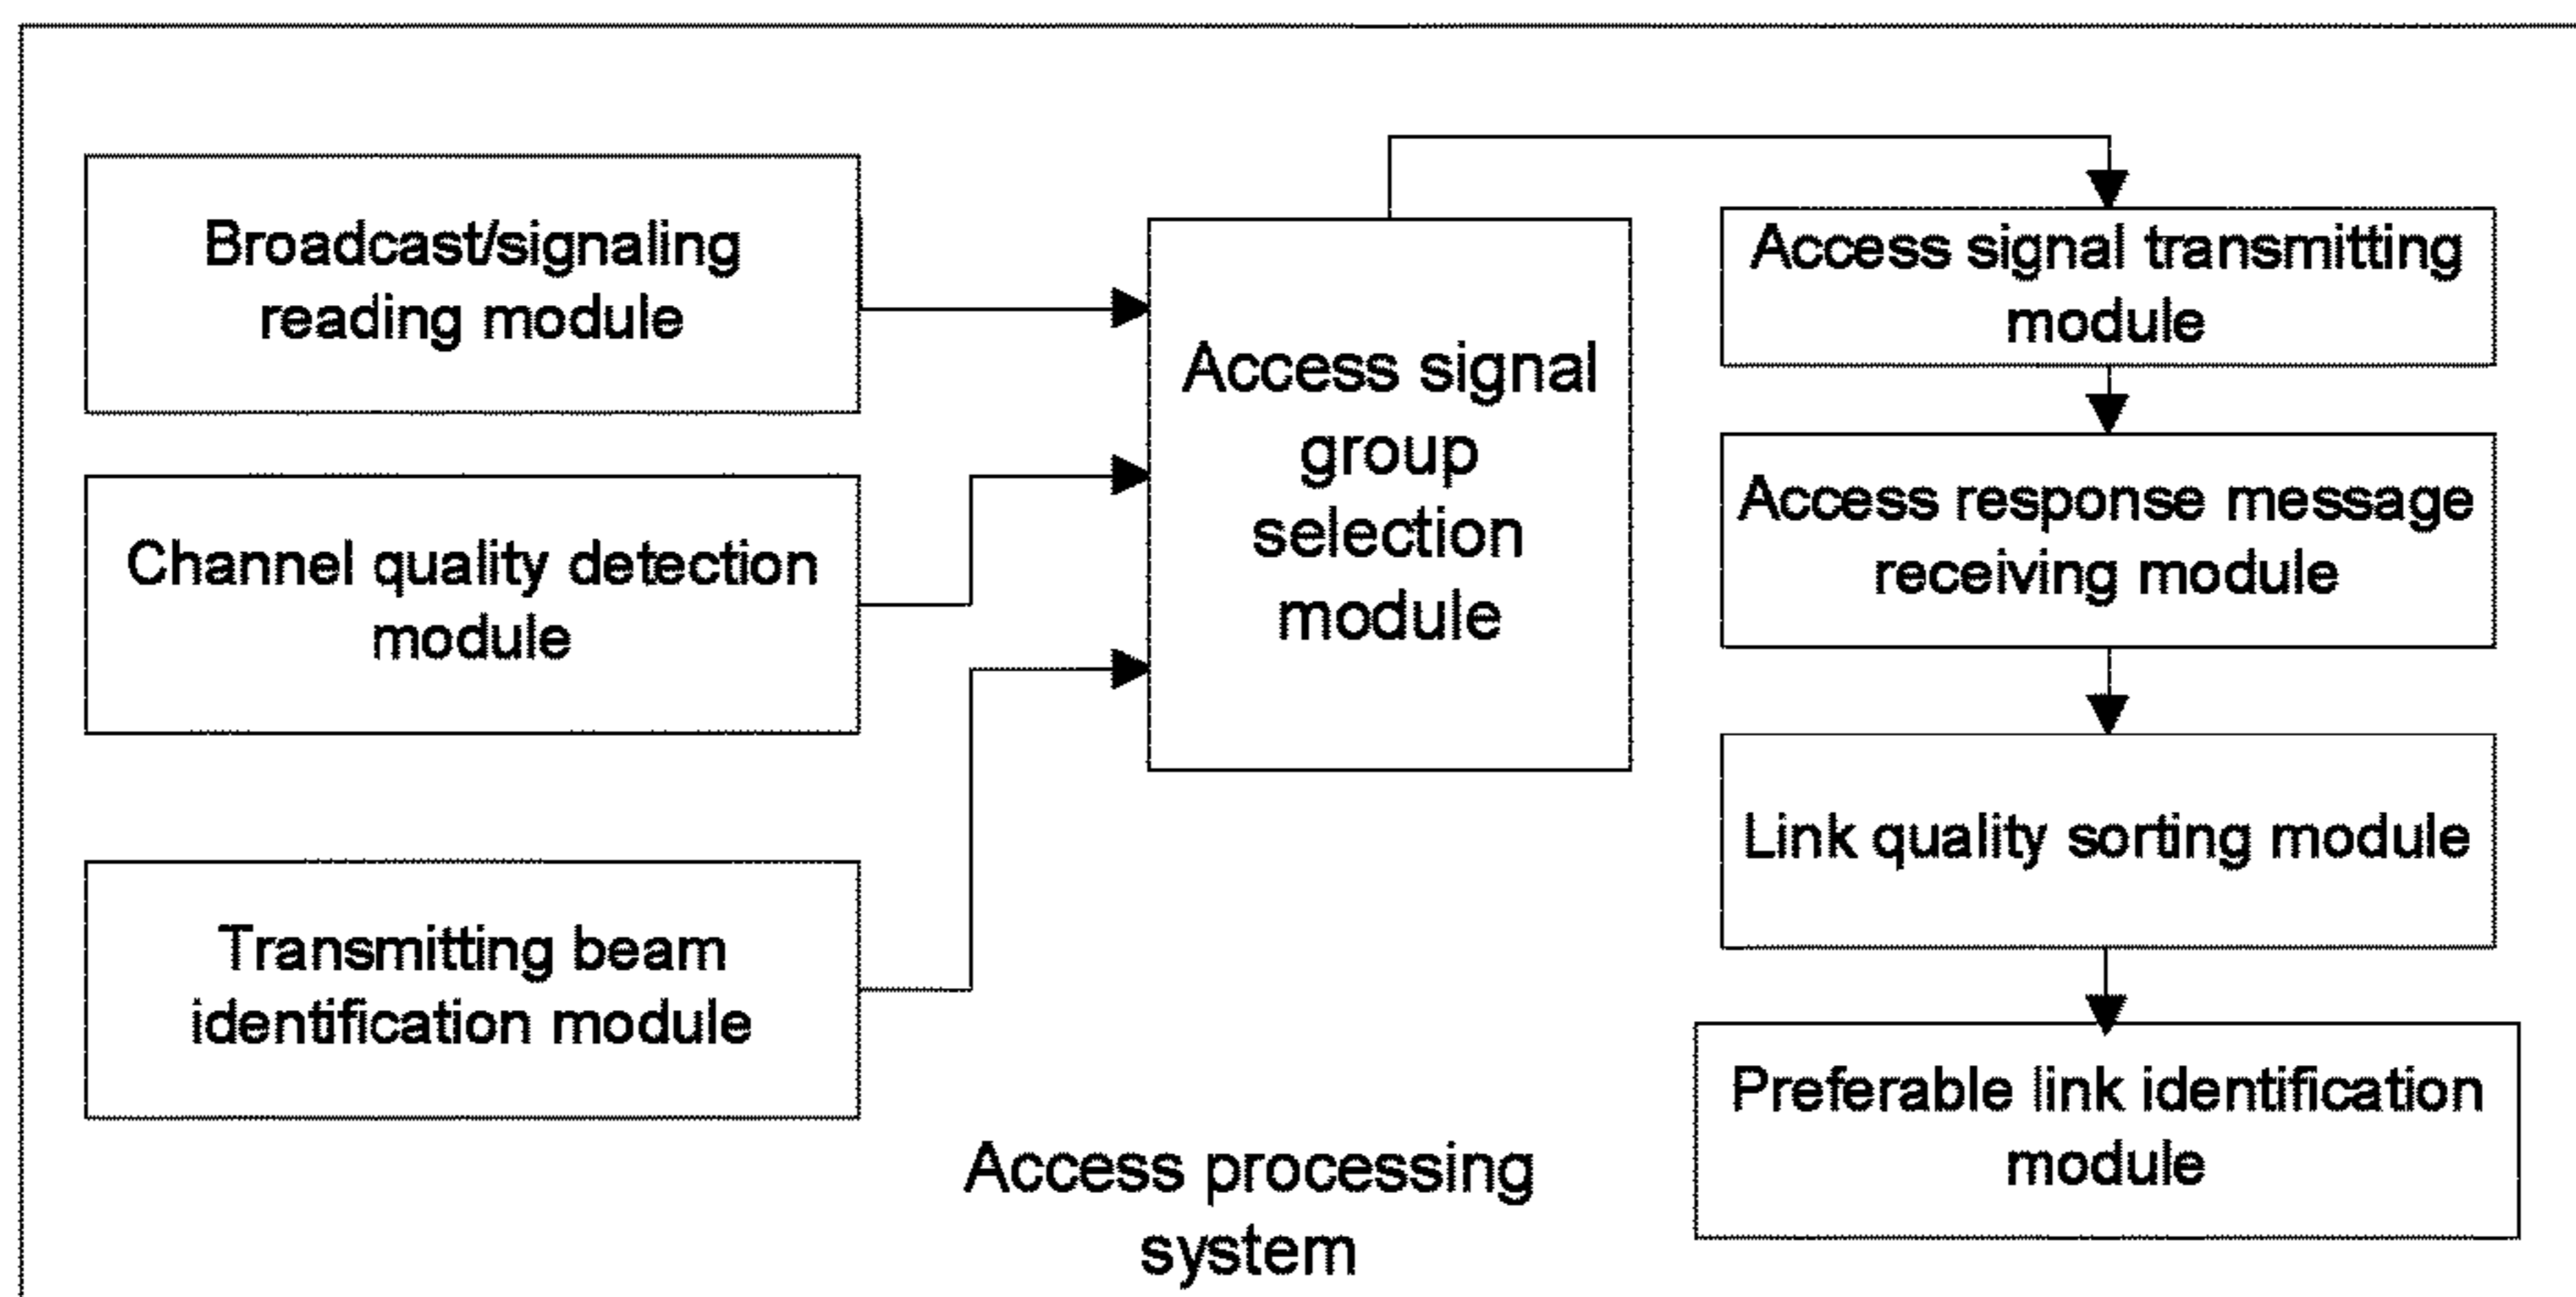 Broadcast/signaling
reading module
Channel quality detection
module
Transmitting beam
identification module
Access signal
group
selection
module
Access signal transmitting
module
Access response message
receiving module
Link quality sorting module
Preferable link identification
module
Access processing
system